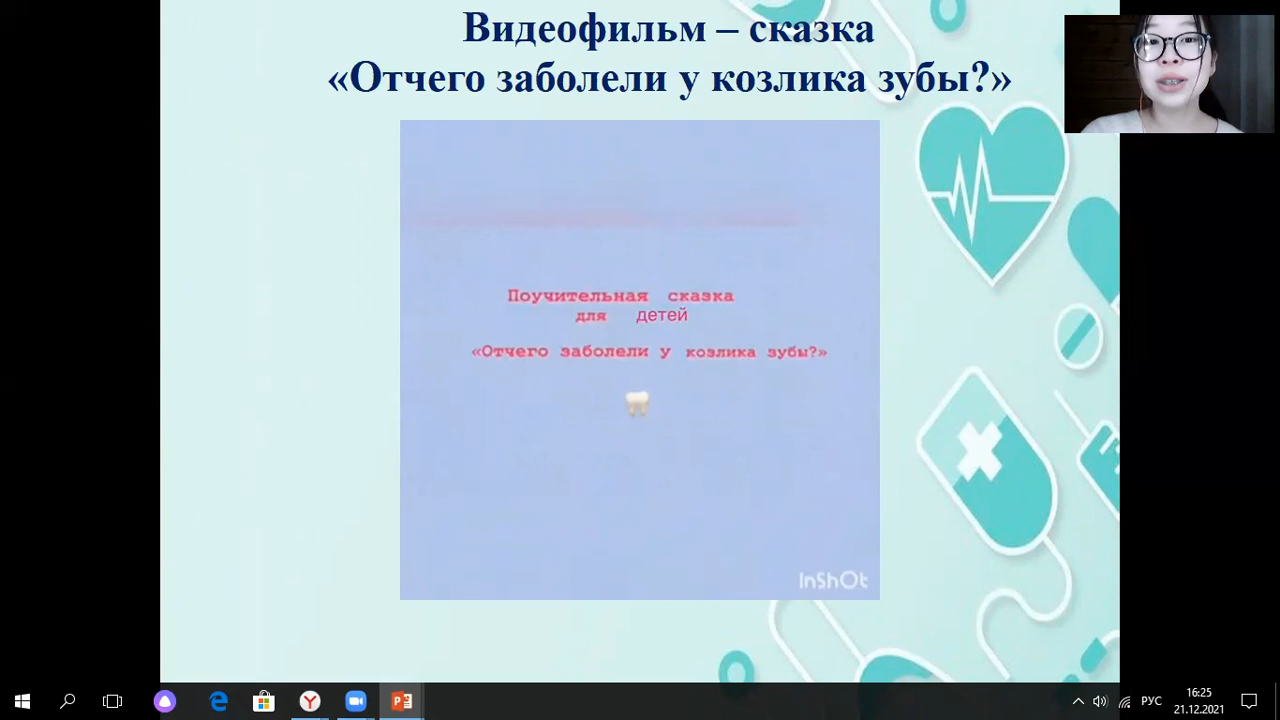 Видеофильм – сказка
«Отчего заболели у козлика зубы?»
Поучительная сказка
для детей
«Отчего заболели у козлика зубы?»
InShOt
РУС
16:25
21.12.2021